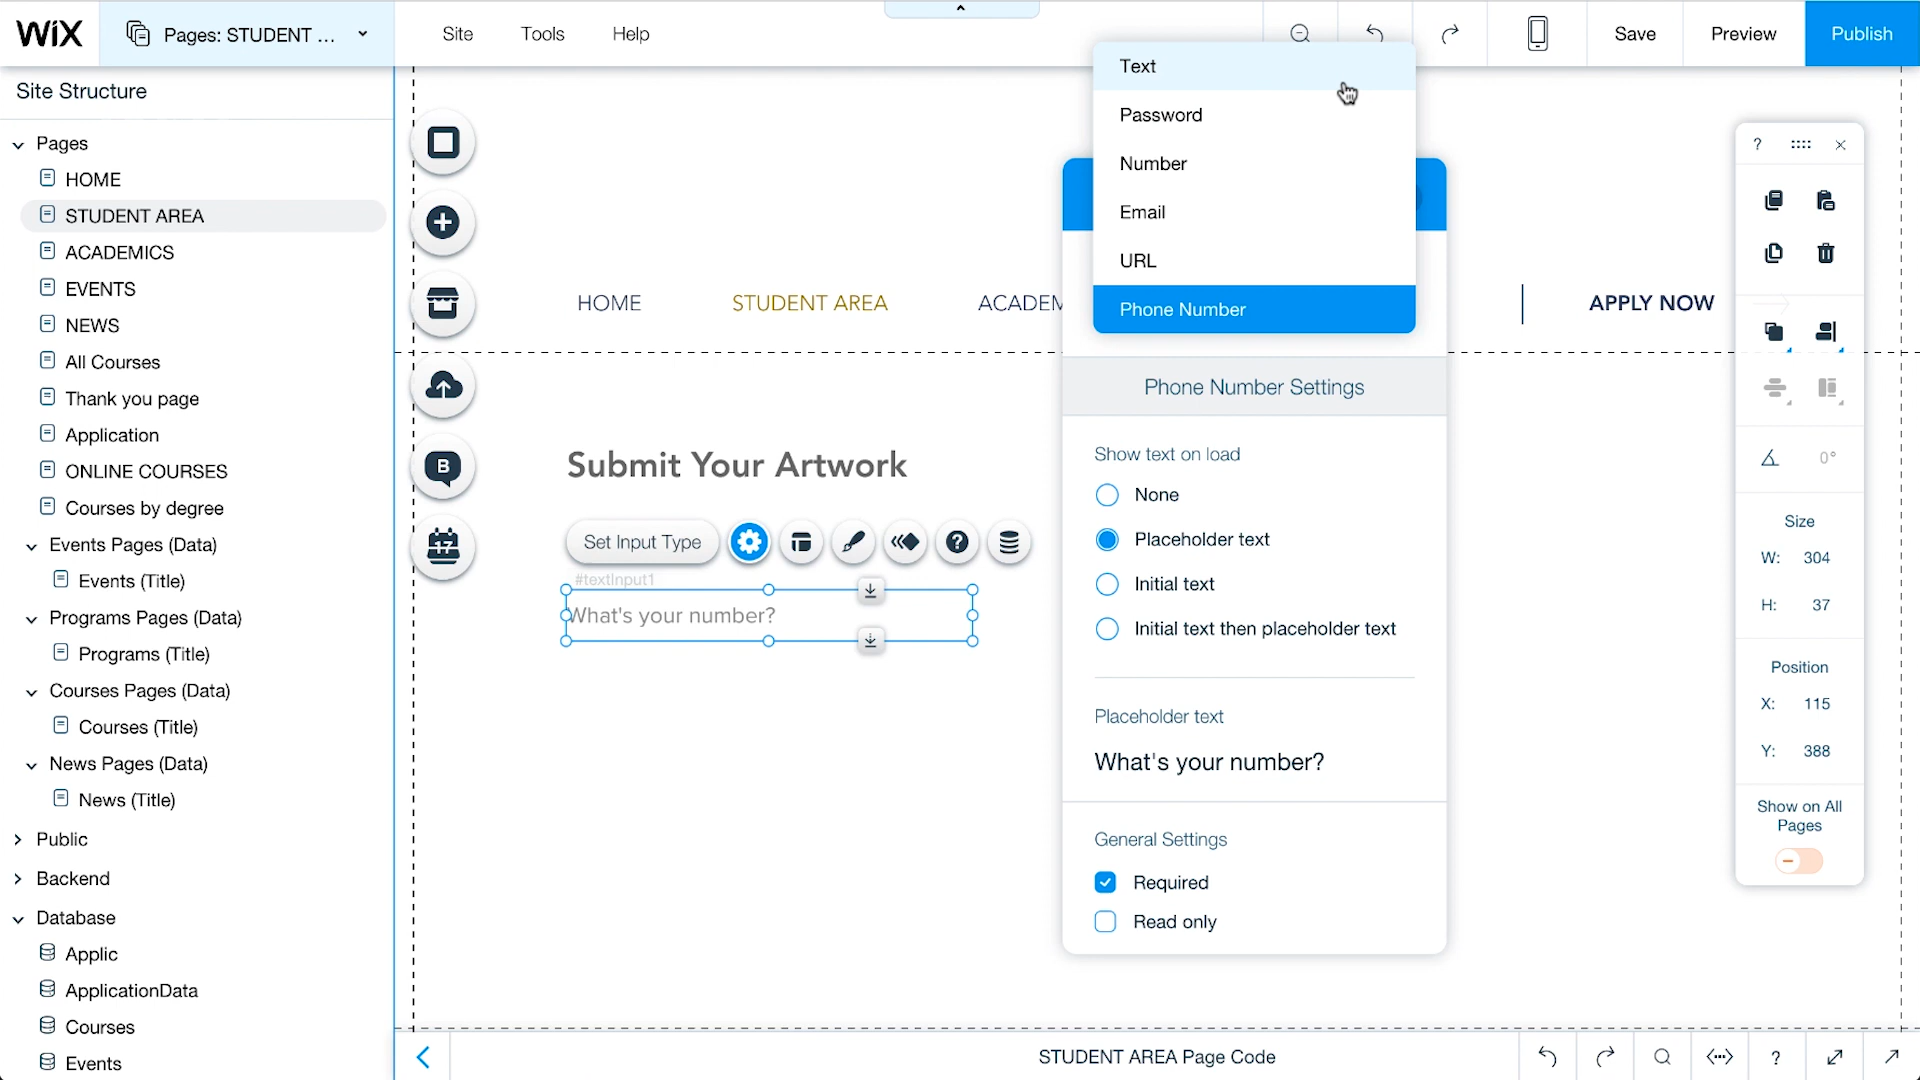 WiX
Pages: STUDENT ...
Site
Tools
Help
Save
Preview
Publish
Site Structure
Pages
HOME
STUDENT AREA
ACADEMICS
EVENTS
NEWS
All Courses
Thank you page
Application
ONLINE COURSES
Courses by degree
Events Pages (Data)
Events (Title)
Programs Pages (Data)
Programs (Title)
Courses Pages (Data)
Courses (Title)
News Pages (Data)
News (Title)
Public
Backend
Database
Applic
ApplicationData
Courses
Events
B
17
HOME
STUDENT AREA
ACADEM
APPLY NOW
Submit Your Artwork
Set Input Type
?
#textInput1
What's your number?
Text
Password
Number
Email
URL
Phone Number
Phone Number Settings
Show text on load
None
Placeholder text
Initial text
Initial text then placeholder text
Placeholder text
What's your number?
General Settings
Required
Read only
?
0°
Size
W: 304
H: 37
Position
X: 115
Y: 388
Show on All
Pages
STUDENT AREA Page Code
?